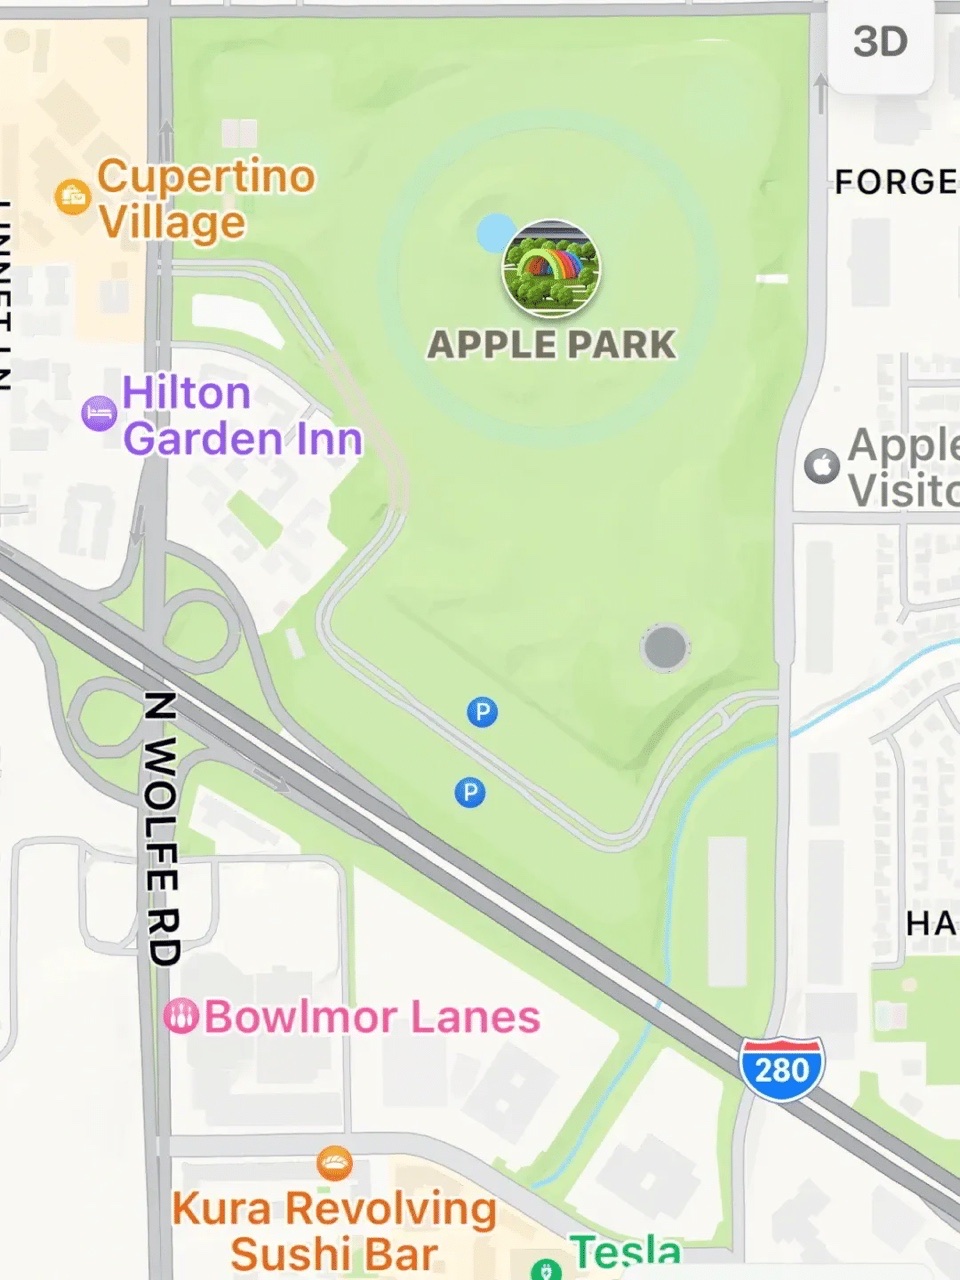 3D
FORGE
Cupertino
Village
LINNET LN
APPLE PARK
Hilton
Garden Inn
Apple
Visito
P
P
N WOLFE RD
HA
Bowlmor Lanes
280
Kura Revolving
Sushi Bar
Tesla